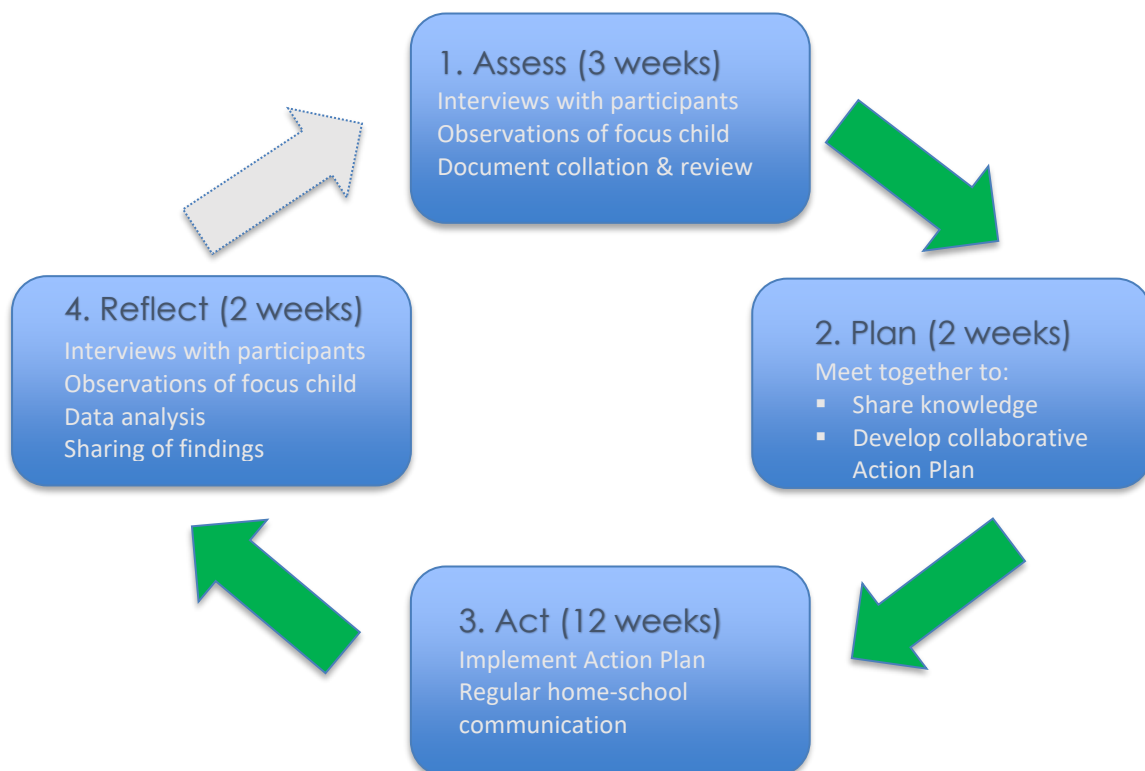 1. Assess (3 weeks)
Interviews with participants
Observations of focus child
Document collation & review
2. Plan (2 weeks)
Meet together to:
▪ Share knowledge
▪ Develop collaborative
Action Plan
3. Act (12 weeks)
Implement Action Plan
Regular home-school
communication
4. Reflect (2 weeks)
Interviews with participants
Observations of focus child
Data analysis
Sharing of findings